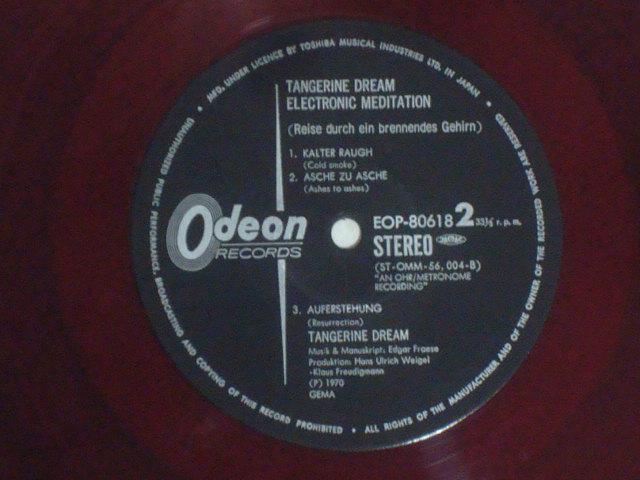 MFD. UNDER LICENCE BY TOSHIBA MUSICAL INDUSTRIES LTD. IN JAPAN
TANGERINE DREAM
ELECTRONIC MEDITATION
(Reise durch ein brennendes Gehirn)
1. KALTER RAUGH
(Cold smoke)
2. ASCHE ZU ASCHE
(Ashes to ashes)
Odeon
RECORDS
EOP-80618 2 33⅓ r.p.m.
STEREO
(ST-OMM-56,004-B)
"AN OHR/METRONOME
RECORDING"
3. AUFERSTEHUNG
(Resurrection)
TANGERINE DREAM
Musik & Manuskript: Edgar Froese
Produktion: Hans Ulrich Weigel
-Klaus Freudigmann
(P) 1970
GEMA
UNAUTHORIZED PUBLIC PERFORMANCE, BROADCASTING AND COPYING OF THIS RECORD PROHIBITED • ALL RIGHTS OF THE MANUFACTURER AND OF THE OWNER OF THE RECORDED WORK ARE RESERVED